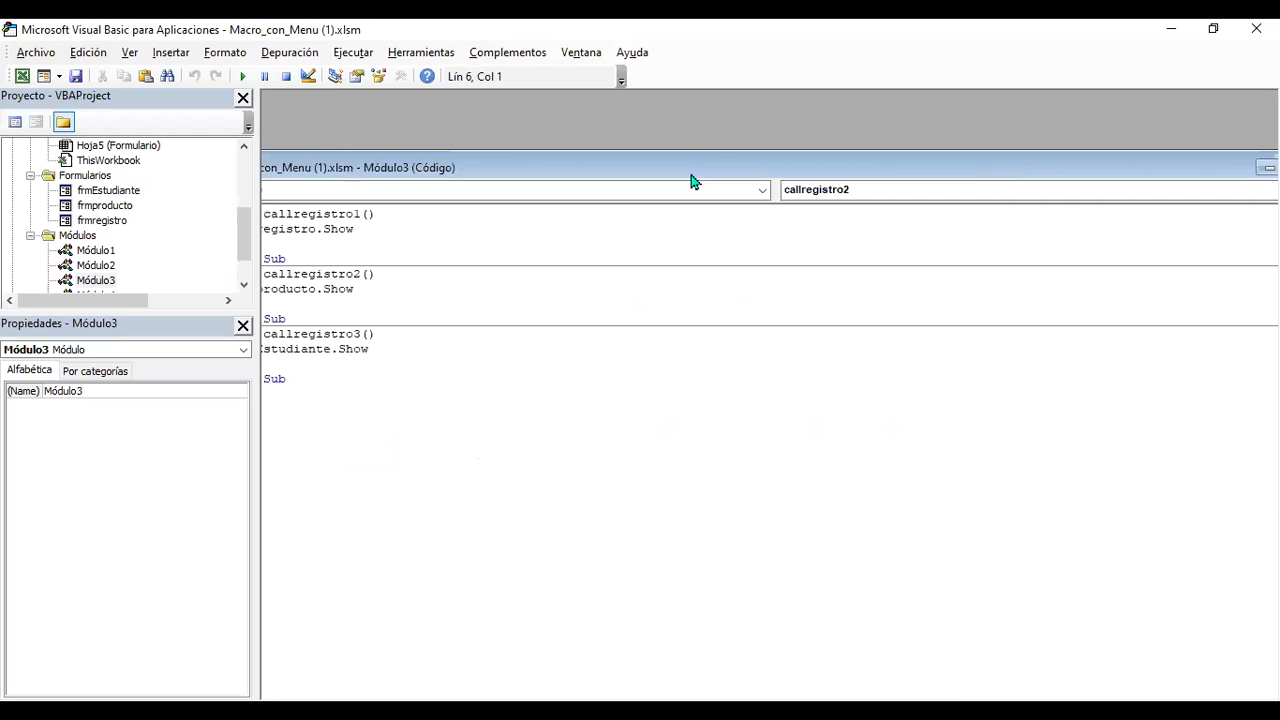 Microsoft Visual Basic para Aplicaciones - Macro_con_Menu (1).xlsm
Archivo Edición Ver Insertar Formato Depuración Ejecutar Herramientas Complementos Ventana Ayuda
Lín 6, Col 1
Proyecto - VBAProject
Hoja5 (Formulario)
ThisWorkbook
Formularios
frmEstudiante
frmproducto
frmregistro
Módulos
Módulo1
Módulo2
Módulo3
Propiedades - Módulo3
Módulo3 Módulo
Alfabética Por categorías
(Name) Módulo3
con_Menu (1).xlsm - Módulo3 (Código)
callregistro2
callregistro1()
registro.Show
Sub
callregistro2()
producto.Show
Sub
callregistro3()
Estudiante.Show
Sub